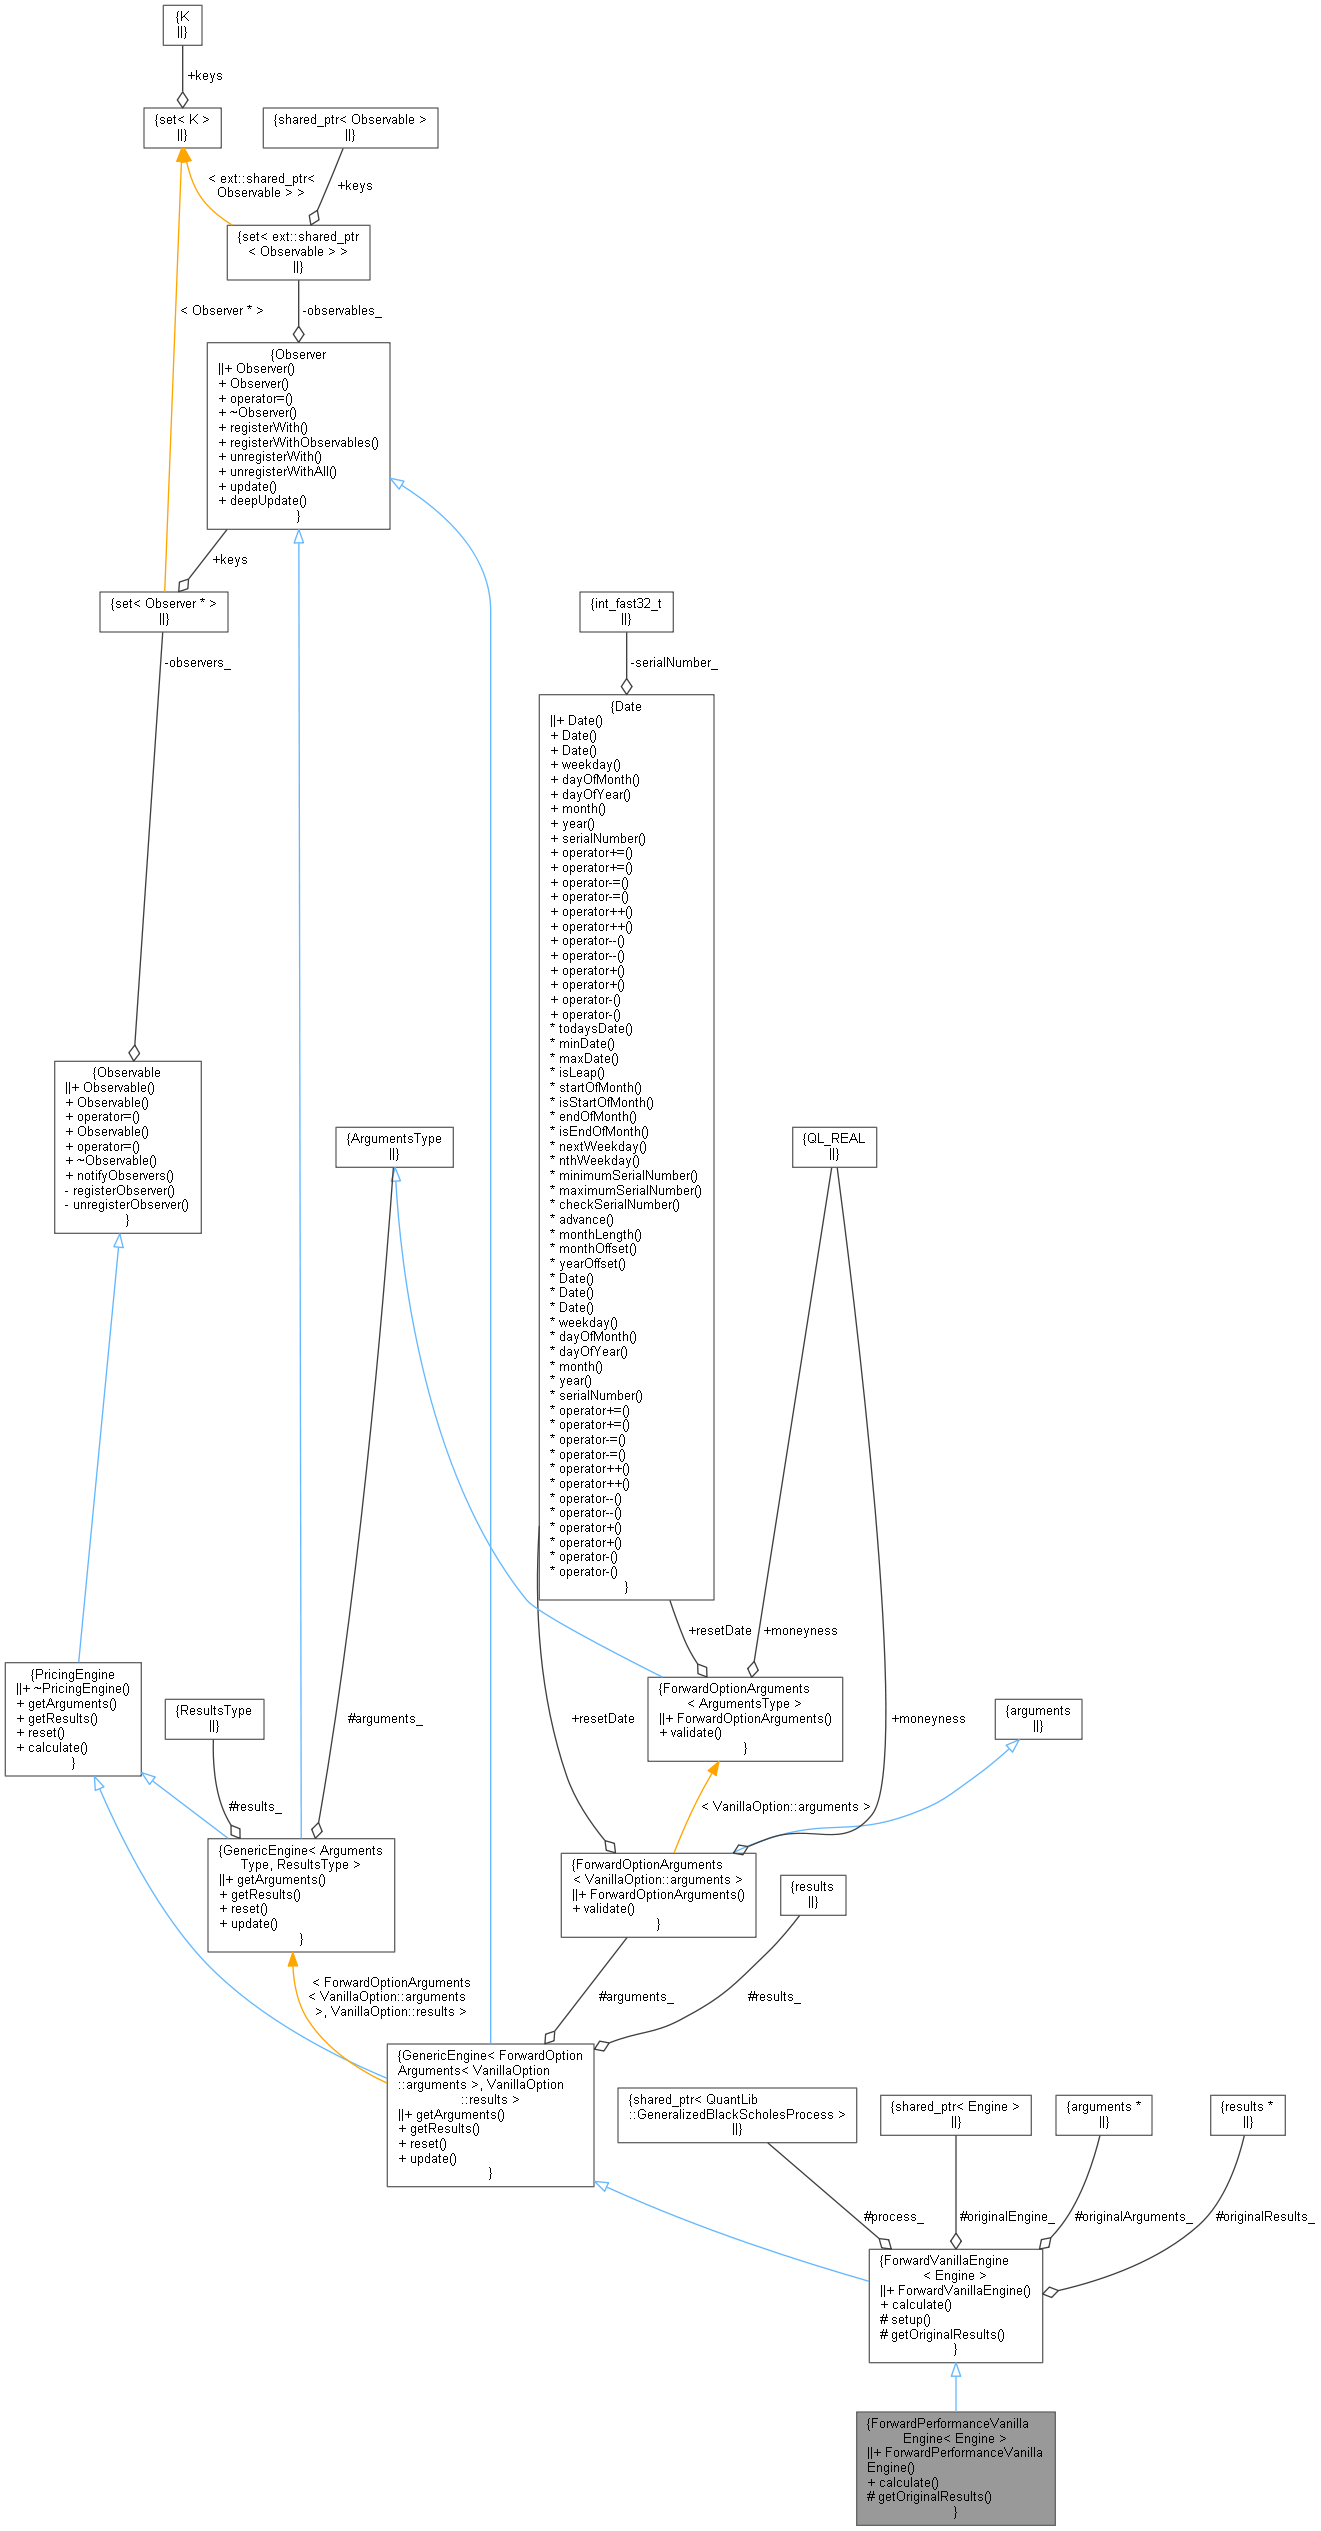 {K
||}
+keys
{set< K >
||}
{shared_ptr< Observable >
||}
< ext::shared_ptr<
Observable > >
+keys
{set< ext::shared_ptr
< Observable > >
||}
< Observer * >
-observables_
{Observer
||+ Observer()
+ Observer()
+ operator=()
+ ~Observer()
+ registerWith()
+ registerWithObservables()
+ unregisterWith()
+ unregisterWithAll()
+ update()
+ deepUpdate()
}
+keys
{set< Observer * >
||}
-observers_
{int_fast32_t
||}
-serialNumber_
{Date
||+ Date()
+ Date()
+ Date()
+ weekday()
+ dayOfMonth()
+ dayOfYear()
+ month()
+ year()
+ serialNumber()
+ operator+=()
+ operator+=()
+ operator-=()
+ operator-=()
+ operator++()
+ operator++()
+ operator--()
+ operator--()
+ operator+()
+ operator+()
+ operator-()
+ operator-()
* todaysDate()
* minDate()
* maxDate()
* isLeap()
* startOfMonth()
* isStartOfMonth()
* endOfMonth()
* isEndOfMonth()
* nextWeekday()
* nthWeekday()
* minimumSerialNumber()
* maximumSerialNumber()
* checkSerialNumber()
* advance()
* monthLength()
* monthOffset()
* yearOffset()
* Date()
* Date()
* Date()
* weekday()
* dayOfMonth()
* dayOfYear()
* month()
* year()
* serialNumber()
* operator+=()
* operator+=()
* operator-=()
* operator-=()
* operator++()
* operator++()
* operator--()
* operator--()
* operator+()
* operator+()
* operator-()
* operator-()
}
{Observable
||+ Observable()
+ Observable()
+ operator=()
+ Observable()
+ operator=()
+ ~Observable()
+ notifyObservers()
- registerObserver()
- unregisterObserver()
}
{ArgumentsType
||}
{QL_REAL
||}
+resetDate
+moneyness
{PricingEngine
||+ ~PricingEngine()
+ getArguments()
+ getResults()
+ reset()
+ calculate()
}
{ResultsType
||}
#arguments_
+resetDate
{ForwardOptionArguments
< ArgumentsType >
||+ ForwardOptionArguments()
+ validate()
}
+moneyness
{arguments
||}
#results_
< VanillaOption::arguments >
{GenericEngine< Arguments
Type, ResultsType >
||+ getArguments()
+ getResults()
+ reset()
+ update()
}
{ForwardOptionArguments
< VanillaOption::arguments >
||+ ForwardOptionArguments()
+ validate()
}
{results
||}
< ForwardOptionArguments
< VanillaOption::arguments
>, VanillaOption::results >
#arguments_
#results_
{GenericEngine< ForwardOption
Arguments< VanillaOption
::arguments >, VanillaOption
::results >
||+ getArguments()
+ getResults()
+ reset()
+ update()
}
{shared_ptr< QuantLib
::GeneralizedBlackScholesProcess >
||}
{shared_ptr< Engine >
||}
{arguments *
||}
{results *
||}
#process_
#originalEngine_
#originalArguments_
#originalResults_
{ForwardVanillaEngine
< Engine >
||+ ForwardVanillaEngine()
+ calculate()
# setup()
# getOriginalResults()
}
{ForwardPerformanceVanilla
Engine< Engine >
||+ ForwardPerformanceVanilla
Engine()
+ calculate()
# getOriginalResults()
}